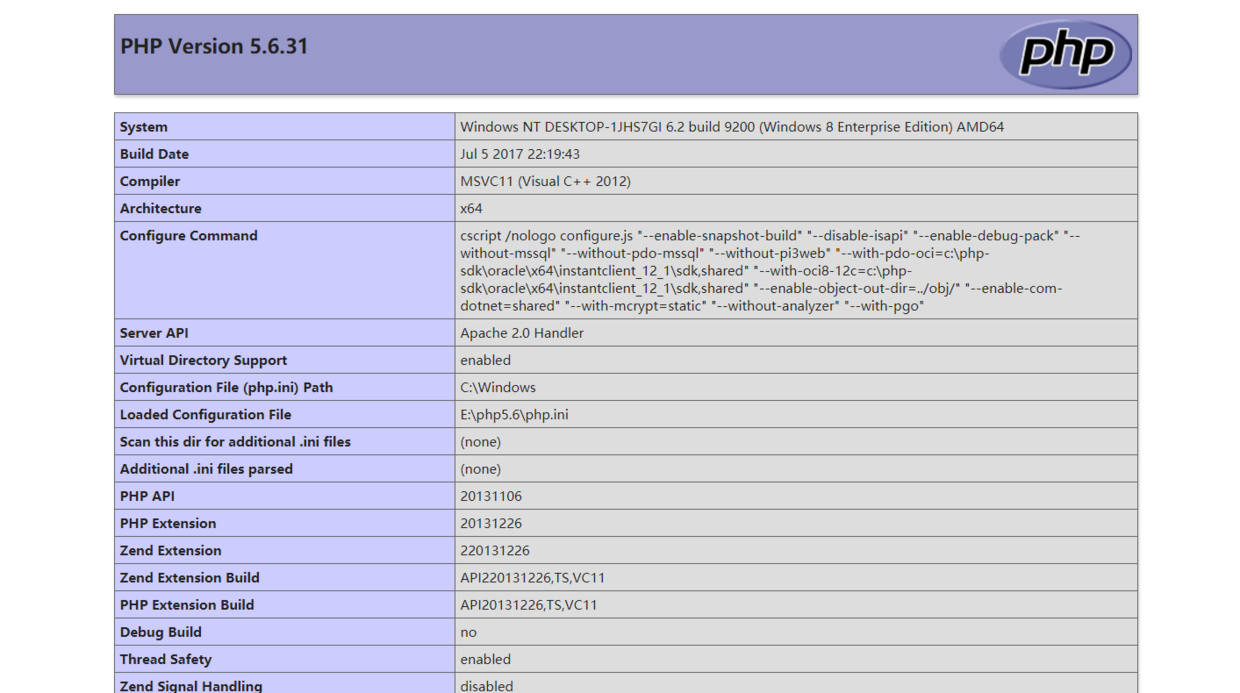 PHP Version 5.6.31
php
System Windows NT DESKTOP-1JHS7GI 6.2 build 9200 (Windows 8 Enterprise Edition) AMD64
Build Date Jul 5 2017 22:19:43
Compiler MSVC11 (Visual C++ 2012)
Architecture x64
Configure Command cscript /nologo configure.js "--enable-snapshot-build" "--disable-isapi" "--enable-debug-pack" "--
without-mssql" "--without-pdo-mssql" "--without-pi3web" "--with-pdo-oci=c:\php-
sdk\oracle\x64\instantclient_12_1\sdk,shared" "--with-oci8-12c=c:\php-
sdk\oracle\x64\instantclient_12_1\sdk,shared" "--enable-object-out-dir=../obj/" "--enable-com-
dotnet=shared" "--with-mcrypt=static" "--without-analyzer" "--with-pgo"
Server API Apache 2.0 Handler
Virtual Directory Support enabled
Configuration File (php.ini) Path C:\Windows
Loaded Configuration File E:\php5.6\php.ini
Scan this dir for additional .ini files (none)
Additional .ini files parsed (none)
PHP API 20131106
PHP Extension 20131226
Zend Extension 220131226
Zend Extension Build API220131226,TS,VC11
PHP Extension Build API20131226,TS,VC11
Debug Build no
Thread Safety enabled
Zend Signal Handling disabled